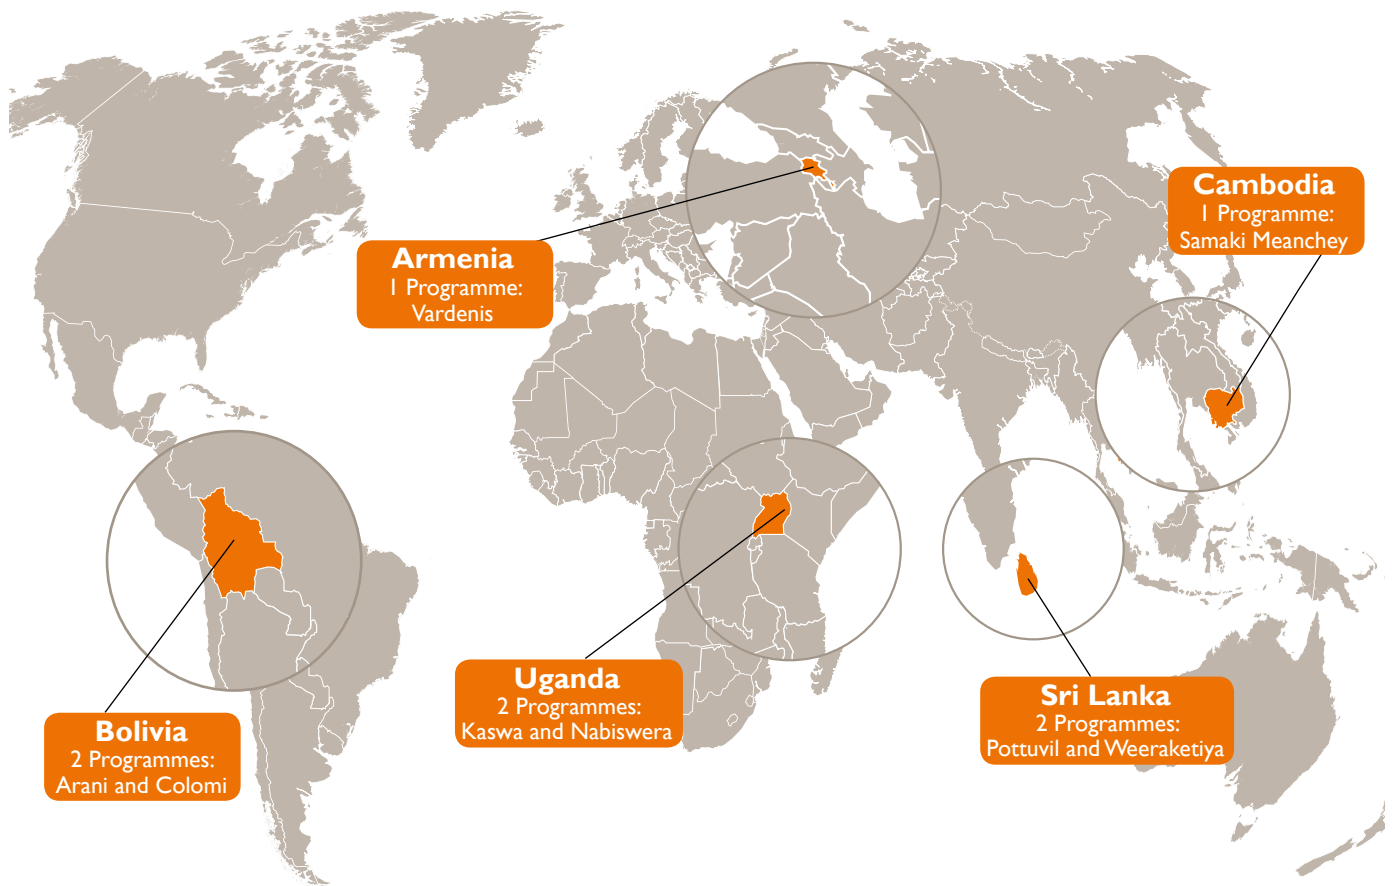 Cambodia
1 Programme:
Samaki Meanchey
Armenia
1 Programme:
Vardenis
Uganda
2 Programmes:
Kaswa and Nabiswera
Sri Lanka
2 Programmes:
Pottuvil and Weeraketiya
Bolivia
2 Programmes:
Arani and Colomi